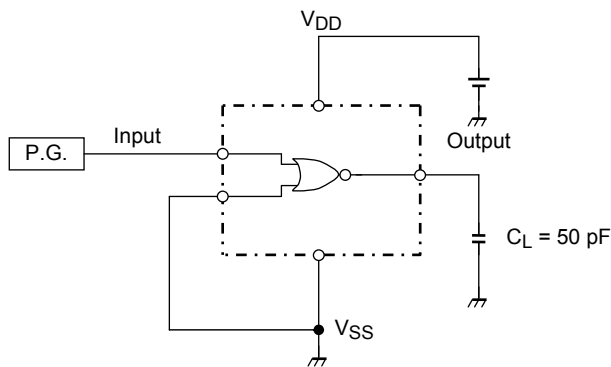 VDD
Input
Output
P.G.
CL = 50 pF
VSS